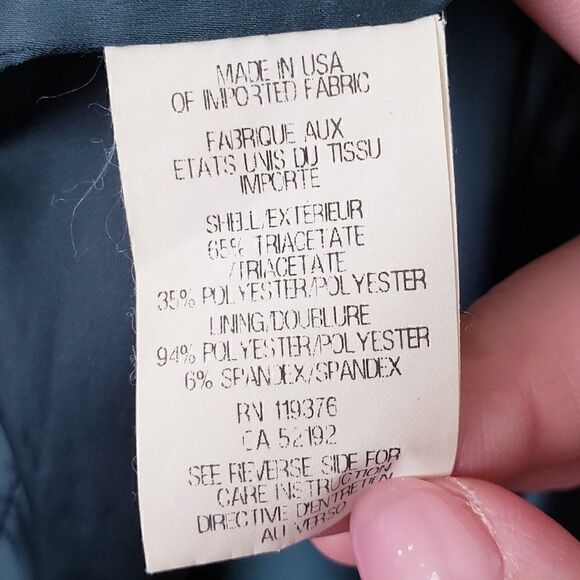 MADE IN USA
OF IMPORTED FABRIC
FABRIQUE AUX
ETATS UNIS DU TISSU
IMPORTE
SHELL/EXTERIEUR
65% TRIACETATE
/TRIACETATE
35% POLYESTER/POLYESTER
LINING/DOUBLURE
94% POLYESTER/POLYESTER
6% SPANDEX/SPANDEX
RN 119376
CA 52192
SEE REVERSE SIDE FOR
CARE INSTRUCTION
DIRECTIVE D'ENTRETIEN
AU VERSO